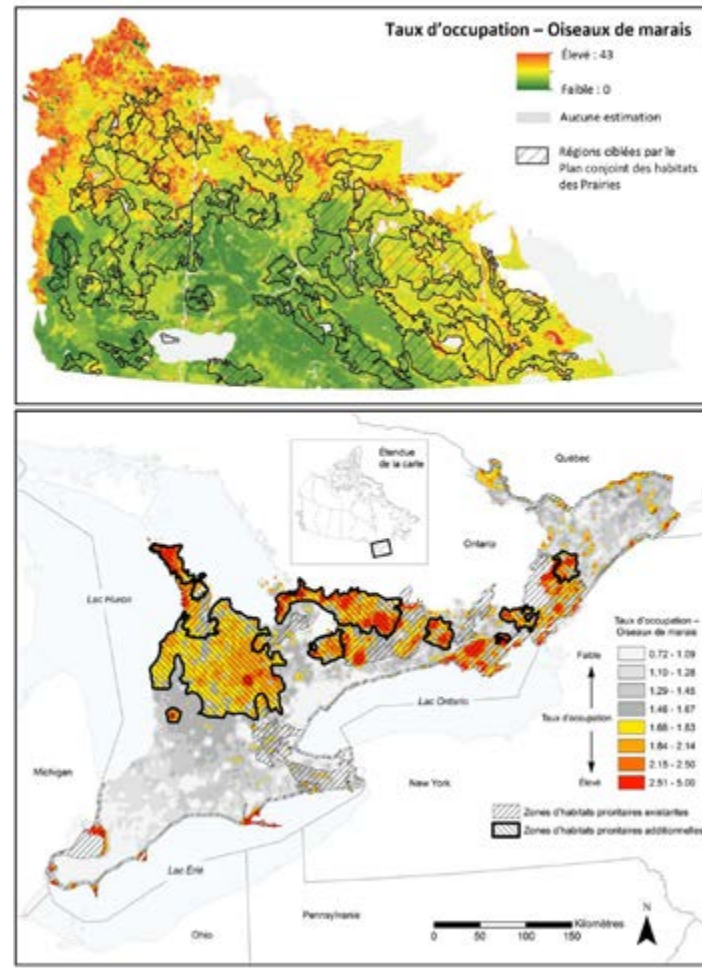 Taux d'occupation – Oiseaux de marais
Élevé : 43
Faible : 0
Aucune estimation
Régions ciblées par le
Plan conjoint des habitats
des Prairies
Étendue
de la carte
Québec
Ontario
Lac Huron
Lac Ontario
Michigan
New York
Lac Érié
Pennsylvanie
Ohio
Taux d'occupation –
Oiseaux de marais
Faible
Taux d'occupation
Élevé
0.72 - 1.09
1.10 - 1.28
1.29 - 1.45
1.46 - 1.67
1.68 - 1.83
1.84 - 2.14
2.15 - 2.50
2.51 - 5.00
Zones d'habitats prioritaires existantes
Zones d'habitats prioritaires additionnelles
Kilomètres
0 50 100 150
N